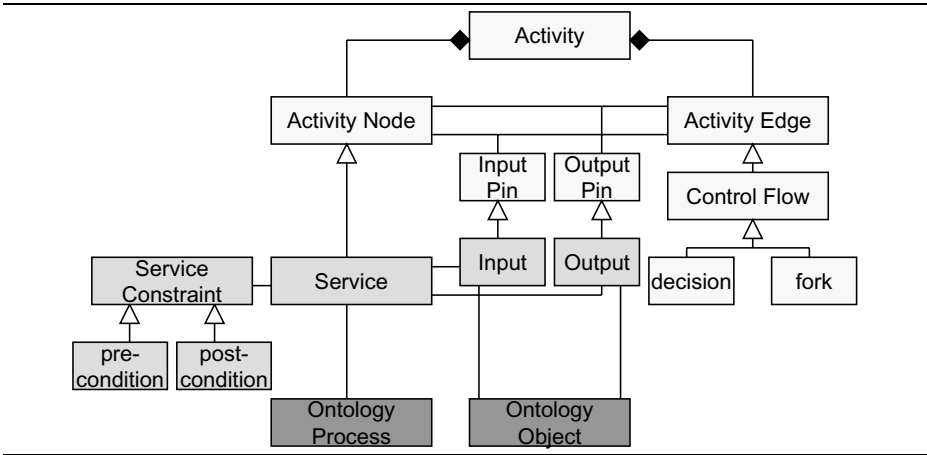 Activity
Activity Node
Activity Edge
Input
Pin
Output
Pin
Control Flow
Service
Constraint
Service
Input
Output
decision
fork
pre-
condition
post-
condition
Ontology
Process
Ontology
Object